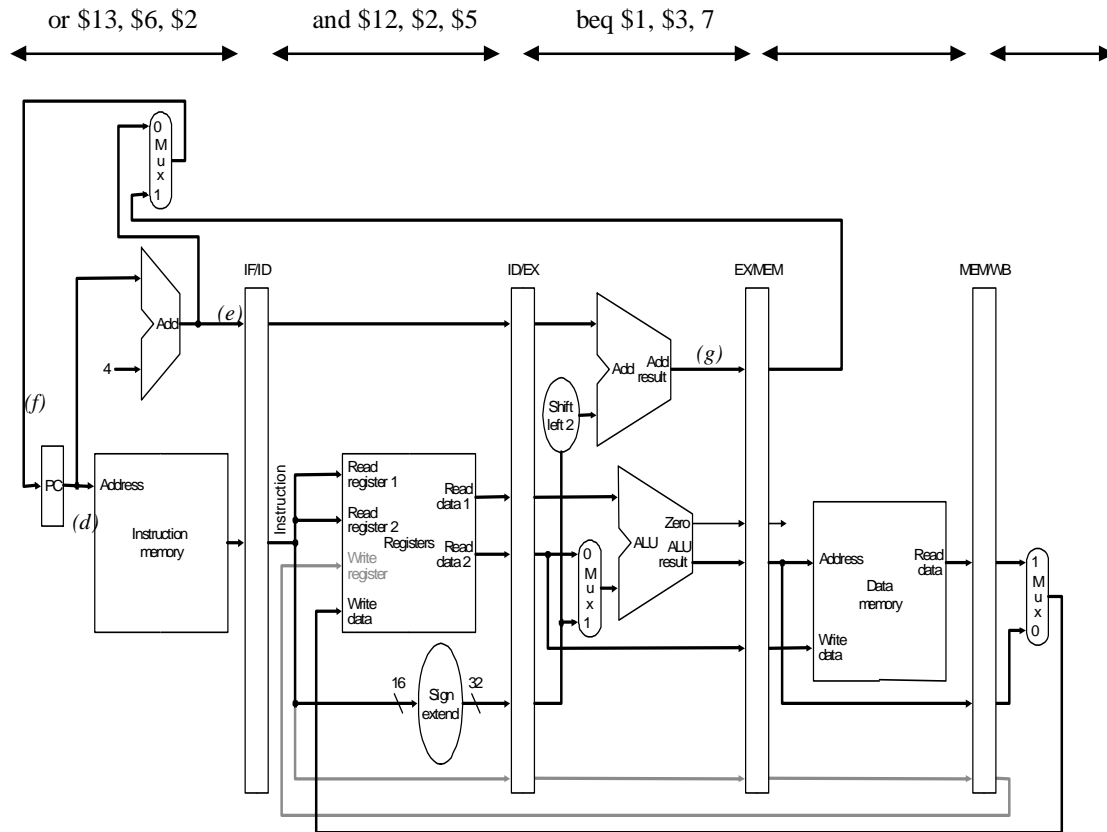 or $13, $6, $2
and $12, $2, $5
beq $1, $3, 7
0
M
u
x
1
IF/ID
ID/EX
EX/MEM
MEM/WB
Add
(e)
4
Add
Add
result
(g)
(f)
Shift
left 2
PC
(d)
Address
Instruction
memory
Instruction
Read
register 1
Read
register 2
Write
register
Write
data
Registers
Read
data 1
Read
data 2
0
M
u
x
1
Zero
ALU
ALU
result
Address
Write
data
Data
memory
Read
data
1
M
u
x
0
16
Sign
extend
32